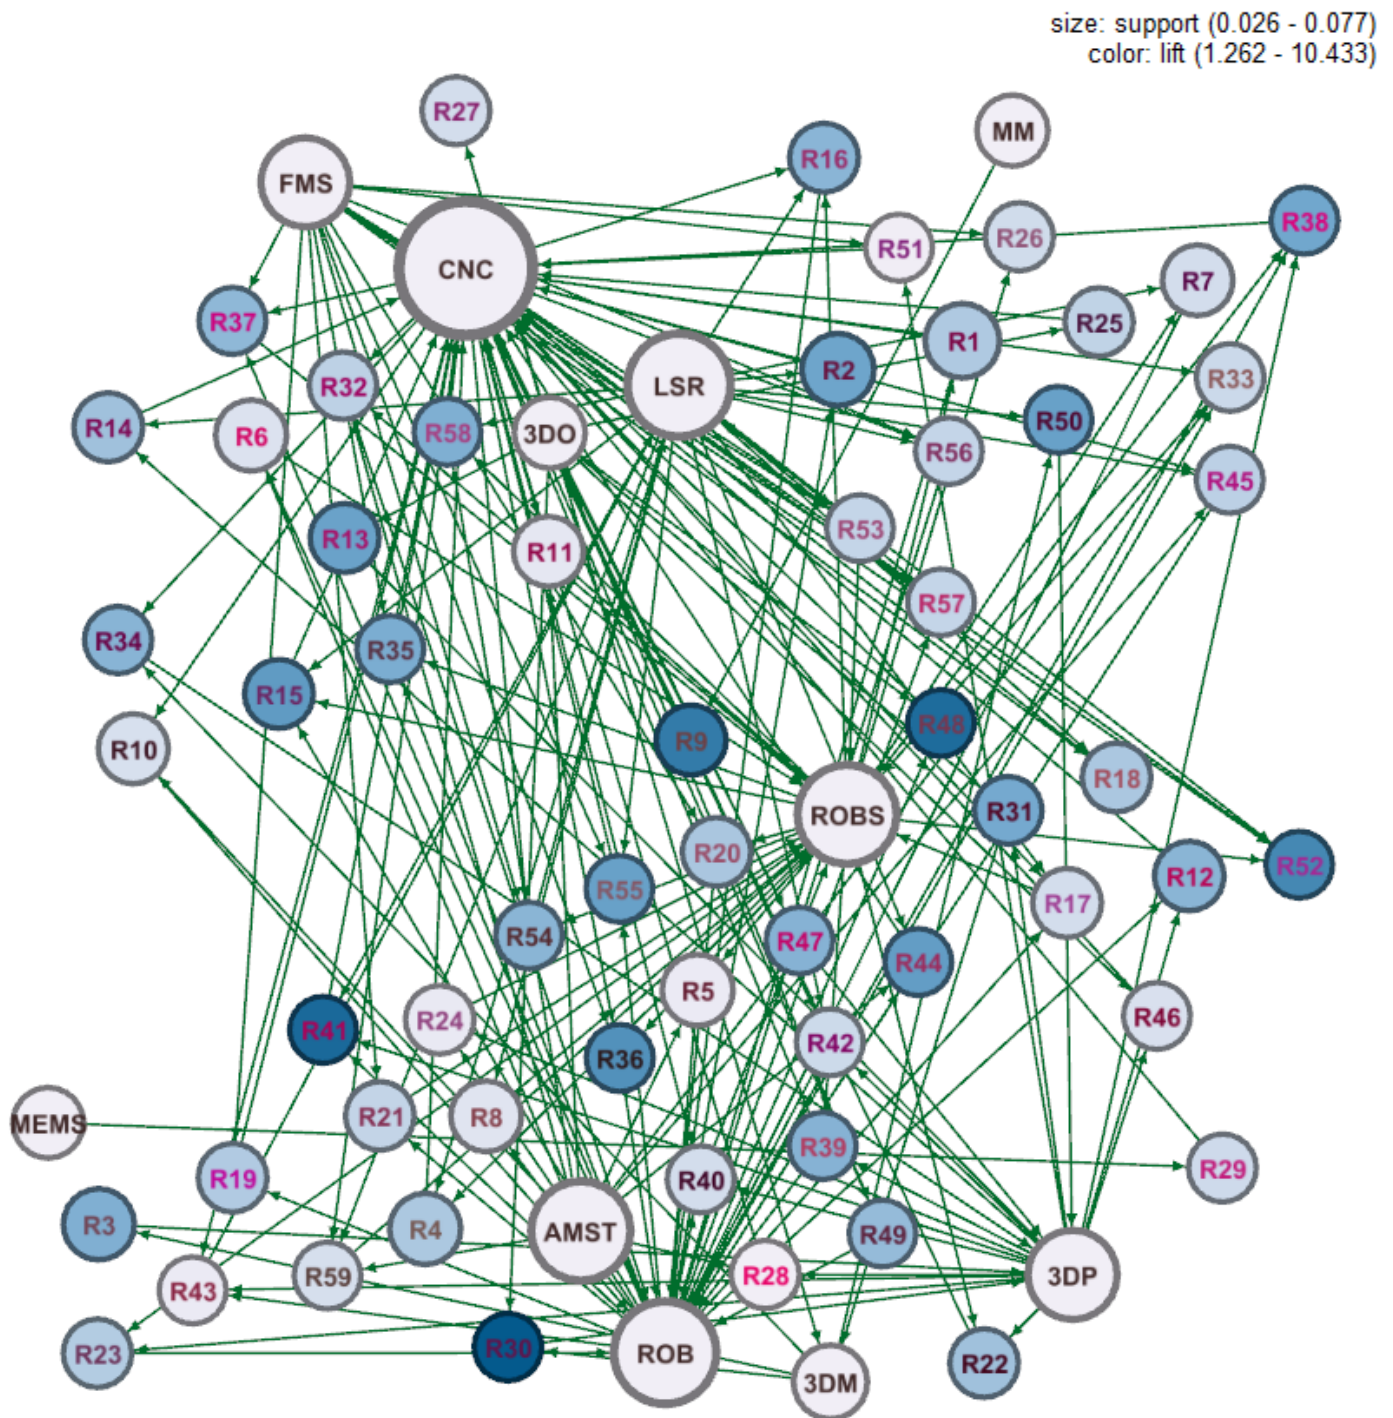 size: support (0.026 - 0.077)
color: lift (1.262 - 10.433)
R27
MM
R16
FMS
R38
R51
R26
CNC
R7
R37
R25
R1
R2
R33
LSR
R32
R14
R6
R58
3DO
R50
R56
R45
R53
R13
R11
R57
R34
R35
R15
R48
R9
R10
R18
R31
ROBS
R20
R52
R12
R55
R17
R54
R47
R44
R5
R46
R24
R41
R42
R36
MEMS
R21
R8
R39
R29
R19
R40
R3
R4
AMST
R49
R59
R28
3DP
R43
R30
ROB
R23
R22
3DM